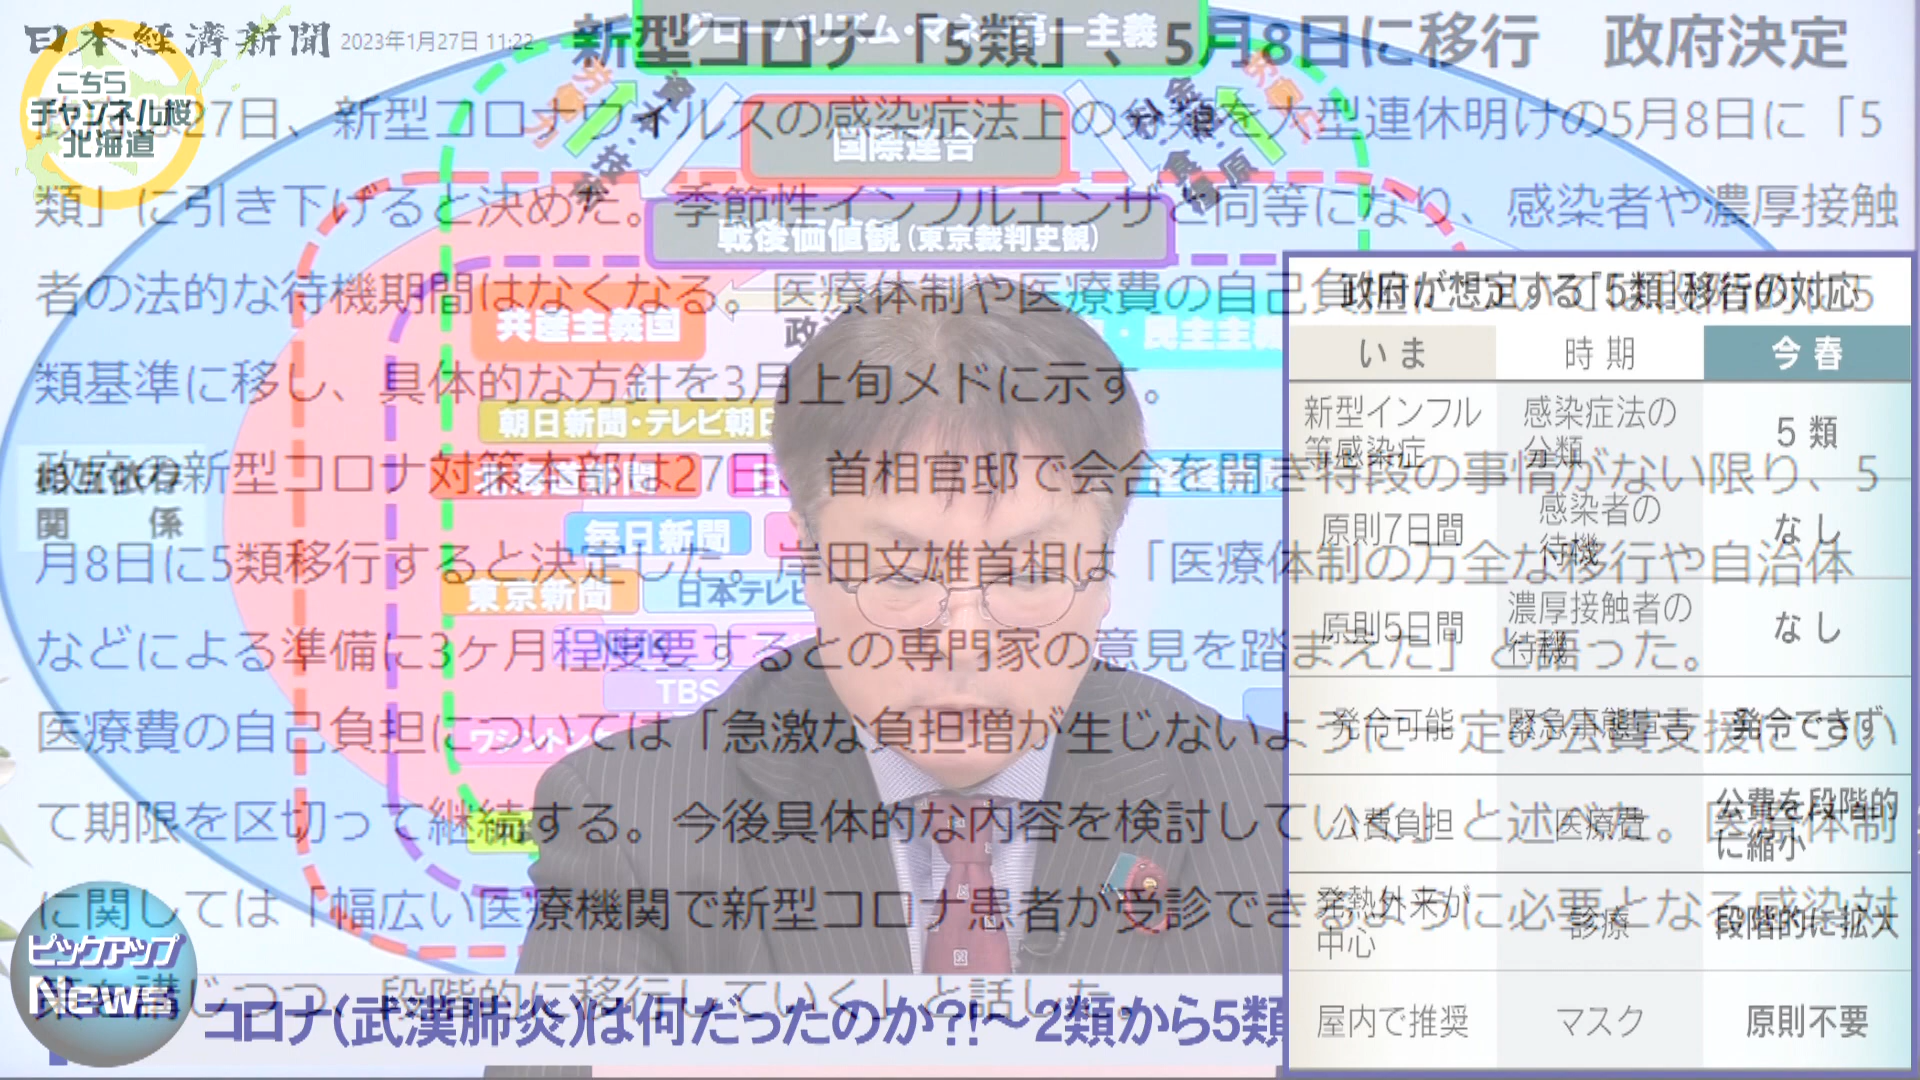 日本経済新聞 2023年1月27日 11:22
新型コロナ「5類」、5月8日に移行　政府決定
こちら
チャンネル桜
北海道
国際連合
戦後価値観(東京裁判史観)
は27日、新型コロナウイルスの感染症法上の分類を大型連休明けの5月8日に「5
類」に引き下げると決めた。季節性インフルエンザと同等になり、感染者や濃厚接触
者の法的な待機期間はなくなる。医療体制や医療費の自己負
類基準に移し、具体的な方針を3月上旬メドに示す。
政府の新型コロナ対策本部は27日、首相官邸で会合を開き特段の事情がない限り、5
月8日に5類移行すると決定した。岸田文雄首相は「医療体制の万全な移行や自治体
などによる準備に3ヶ月程度要するとの専門家の意見を踏まえた」と語った。
医療費の自己負担については「急激な負担増が生じないように一定の公費支援につい
て期限を区切って継続する。今後具体的な内容を検討していく」と述べた。医療体制
に関しては「幅広い医療機関で新型コロナ患者が受診できるように必要となる感染対
策を講じつつ、段階的に移行していく」と話した。
共産主義国
朝日新聞・テレビ朝日
北海道新聞
毎日新聞
東京新聞
日本テレビ
NHK
TBS
相互依存
関　係
政府が想定する「5類」移行の対応
いま 時期 今春
新型インフル等感染症 感染症法の分類 5類
原則7日間 感染者の待機 なし
原則5日間 濃厚接触者の待機 なし
発令可能 緊急事態宣言 発令できず
公費負担 医療費 公費を段階的に縮小
発熱外来が中心 診療 段階的に拡大
屋内で推奨 マスク 原則不要
ピックアップ
News
コロナ(武漢肺炎)は何だったのか?!～2類から5類